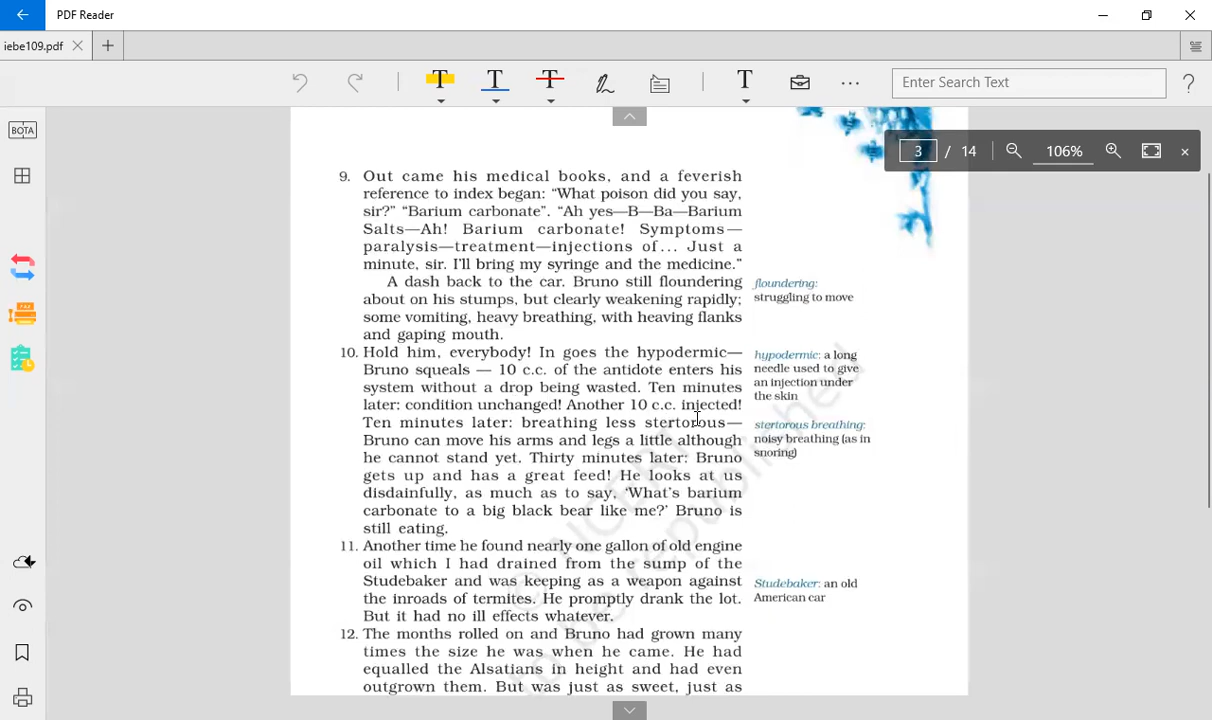 PDF Reader
iebe109.pdf
Enter Search Text
?
BOTA
3 / 14
106%
9. Out came his medical books, and a feverish
reference to index began: “What poison did you say,
sir?” “Barium carbonate”. “Ah yes—B—Ba—Barium
Salts—Ah! Barium carbonate! Symptoms—
paralysis—treatment—injections of... Just a
minute, sir. I'll bring my syringe and the medicine.”
A dash back to the car. Bruno still floundering
about on his stumps, but clearly weakening rapidly;
some vomiting, heavy breathing, with heaving flanks
and gaping mouth.
floundering:
struggling to move
10. Hold him, everybody! In goes the hypodermic—
Bruno squeals — 10 c.c. of the antidote enters his
system without a drop being wasted. Ten minutes
later: condition unchanged! Another 10 c.c. injected!
Ten minutes later: breathing less stertorous—
Bruno can move his arms and legs a little although
he cannot stand yet. Thirty minutes later: Bruno
gets up and has a great feed! He looks at us
disdainfully, as much as to say, ‘What's barium
carbonate to a big black bear like me?’ Bruno is
still eating.
hypodermic: a long
needle used to give
an injection under
the skin
stertorous breathing:
noisy breathing (as in
snoring)
11. Another time he found nearly one gallon of old engine
oil which I had drained from the sump of the
Studebaker and was keeping as a weapon against
the inroads of termites. He promptly drank the lot.
But it had no ill effects whatever.
Studebaker: an old
American car
12. The months rolled on and Bruno had grown many
times the size he was when he came. He had
equalled the Alsatians in height and had even
outgrown them. But was just as sweet, just as
© NCERT
to be republished